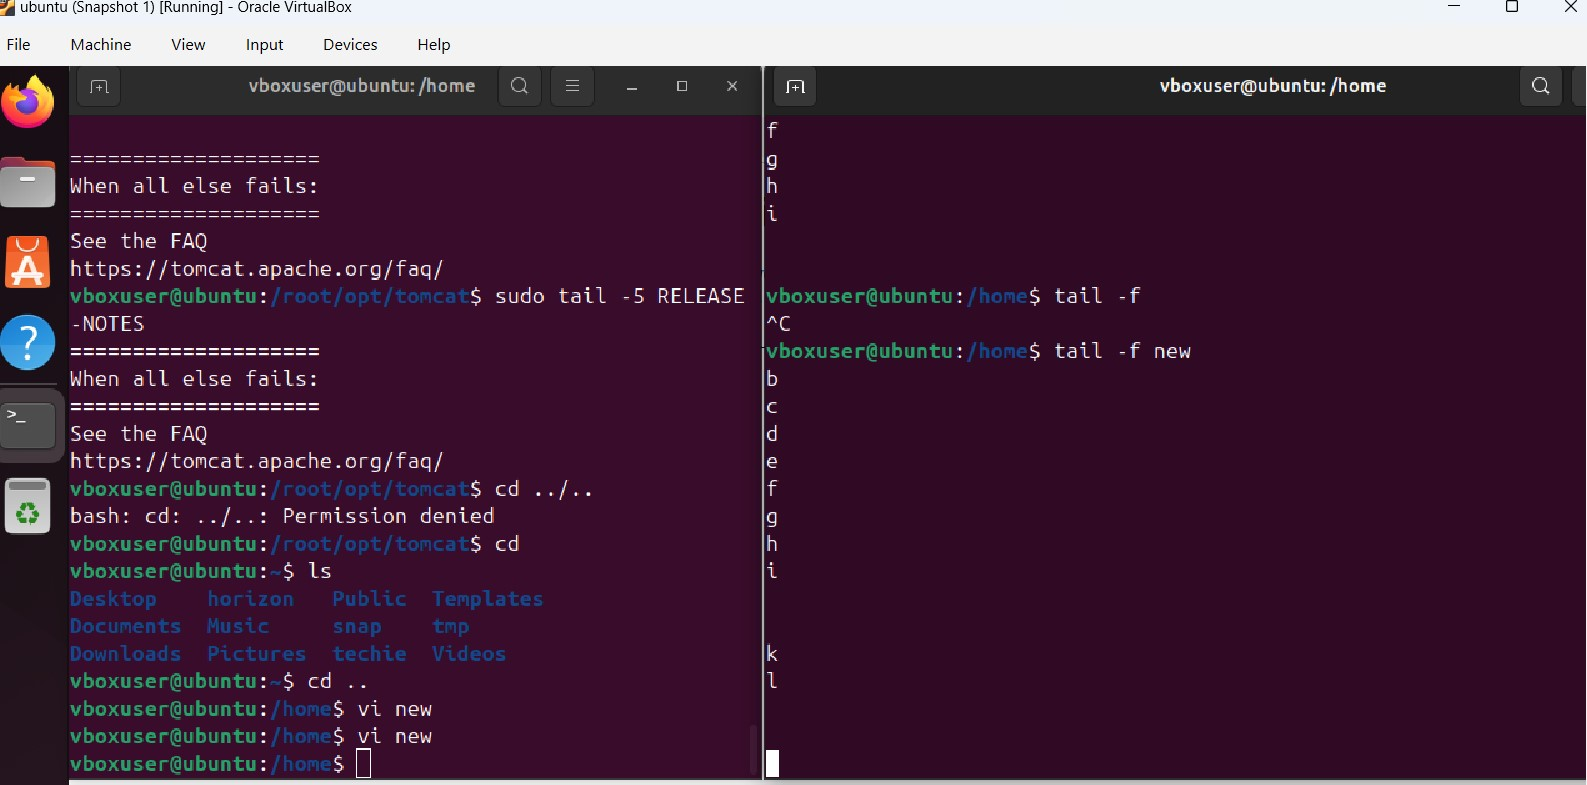 ubuntu (Snapshot 1) [Running] - Oracle VirtualBox
File Machine View Input Devices Help
vboxuser@ubuntu: /home
====================
When all else fails:
====================
See the FAQ
https://tomcat.apache.org/faq/
vboxuser@ubuntu:/root/opt/tomcat$ sudo tail -5 RELEASE
-NOTES
====================
When all else fails:
====================
See the FAQ
https://tomcat.apache.org/faq/
vboxuser@ubuntu:/root/opt/tomcat$ cd ../..
bash: cd: ../..: Permission denied
vboxuser@ubuntu:/root/opt/tomcat$ cd
vboxuser@ubuntu:~$ ls
Desktop horizon Public Templates
Documents Music snap tmp
Downloads Pictures techie Videos
vboxuser@ubuntu:~$ cd ..
vboxuser@ubuntu:/home$ vi new
vboxuser@ubuntu:/home$ vi new
vboxuser@ubuntu:/home$
vboxuser@ubuntu: /home
f
g
h
i
vboxuser@ubuntu:/home$ tail -f
^C
vboxuser@ubuntu:/home$ tail -f new
b
c
d
e
f
g
h
i
k
l